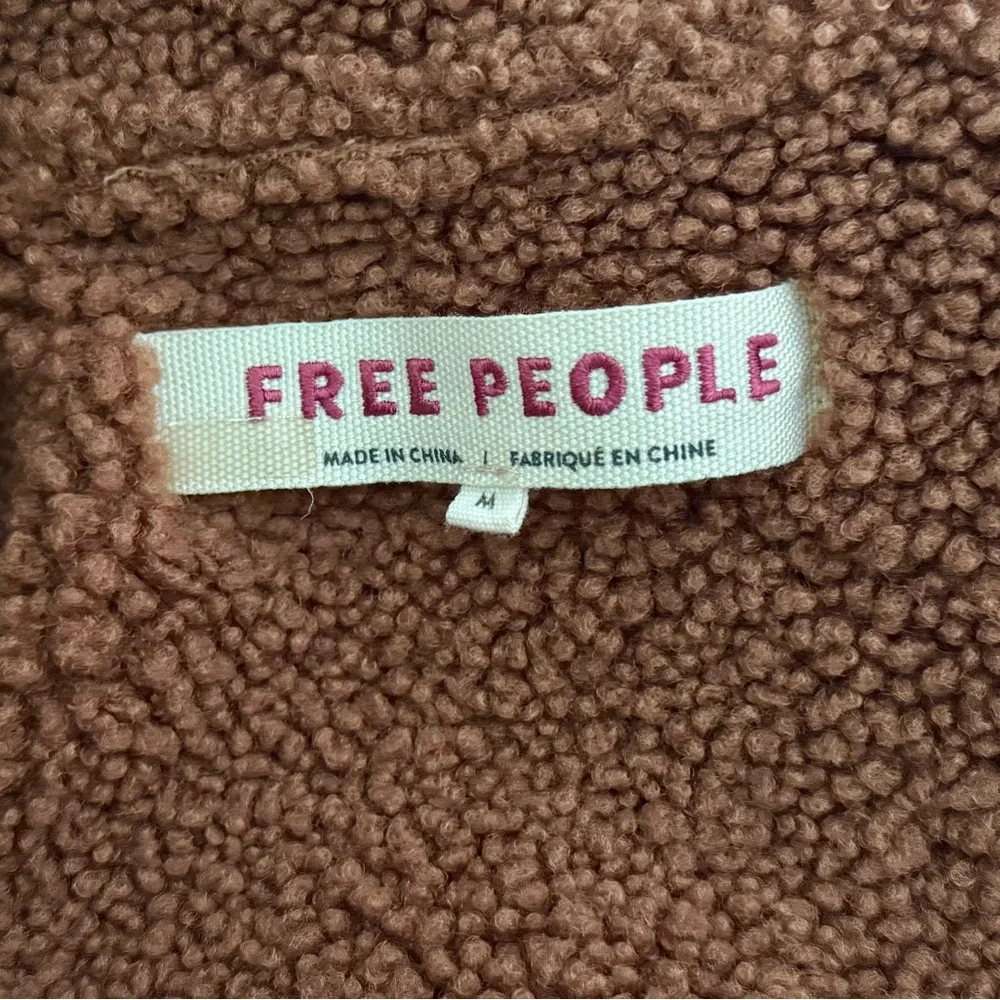 FREE PEOPLE
MADE IN CHINA | FABRIQUÉ EN CHINE
M